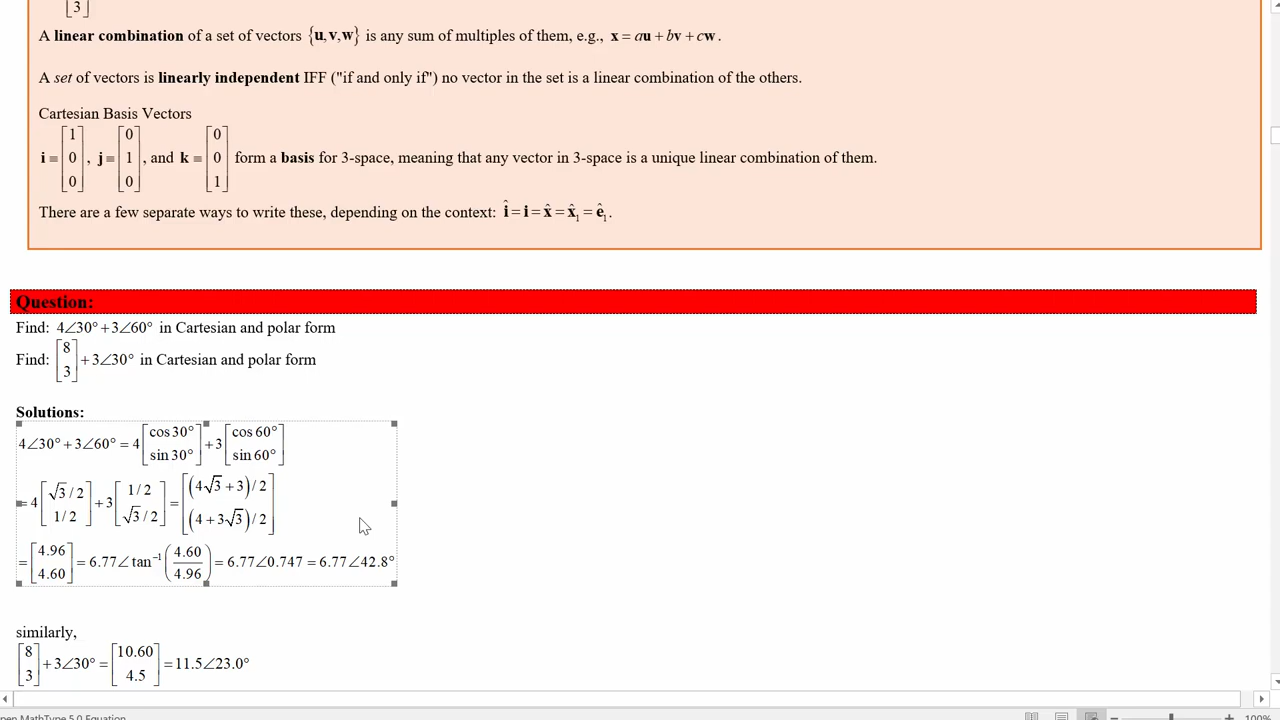 3
A linear combination of a set of vectors {u,v,w} is any sum of multiples of them, e.g., x = au + bv + cw.
A set of vectors is linearly independent IFF ("if and only if") no vector in the set is a linear combination of the others.
Cartesian Basis Vectors
i = [1 0 0], j = [0 1 0], and k = [0 0 1] form a basis for 3-space, meaning that any vector in 3-space is a unique linear combination of them.
There are a few separate ways to write these, depending on the context: î = i = x̂ = x̂₁ = ê₁.
Question:
Find: 4∠30° + 3∠60° in Cartesian and polar form
Find: [8 3] + 3∠30° in Cartesian and polar form
Solutions:
4∠30° + 3∠60° = 4[cos 30° sin 30°] + 3[cos 60° sin 60°]
= 4[√3 / 2 1 / 2] + 3[1 / 2 √3 / 2] = [(4√3 + 3) / 2 (4 + 3√3) / 2]
= [4.96 4.60] = 6.77∠ tan⁻¹(4.60/4.96) = 6.77∠0.747 = 6.77∠42.8°
similarly,
[8 3] + 3∠30° = [10.60 4.5] = 11.5∠23.0°
MathType 5.0 Equation
100%